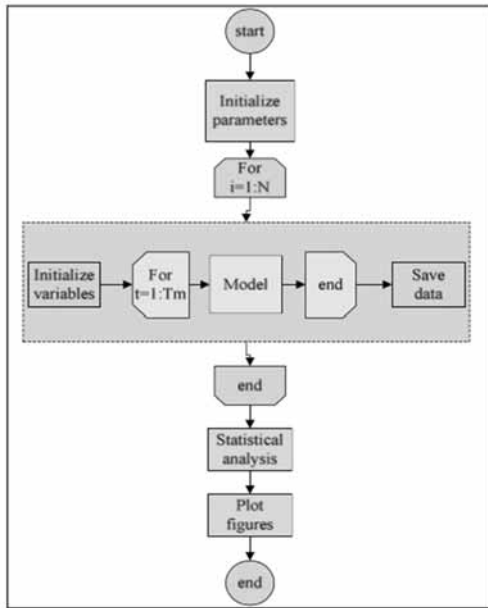 start
Initialize
parameters
For
i=1:N
Initialize
variables
For
t=1:Tm
Model
end
Save
data
end
Statistical
analysis
Plot
figures
end